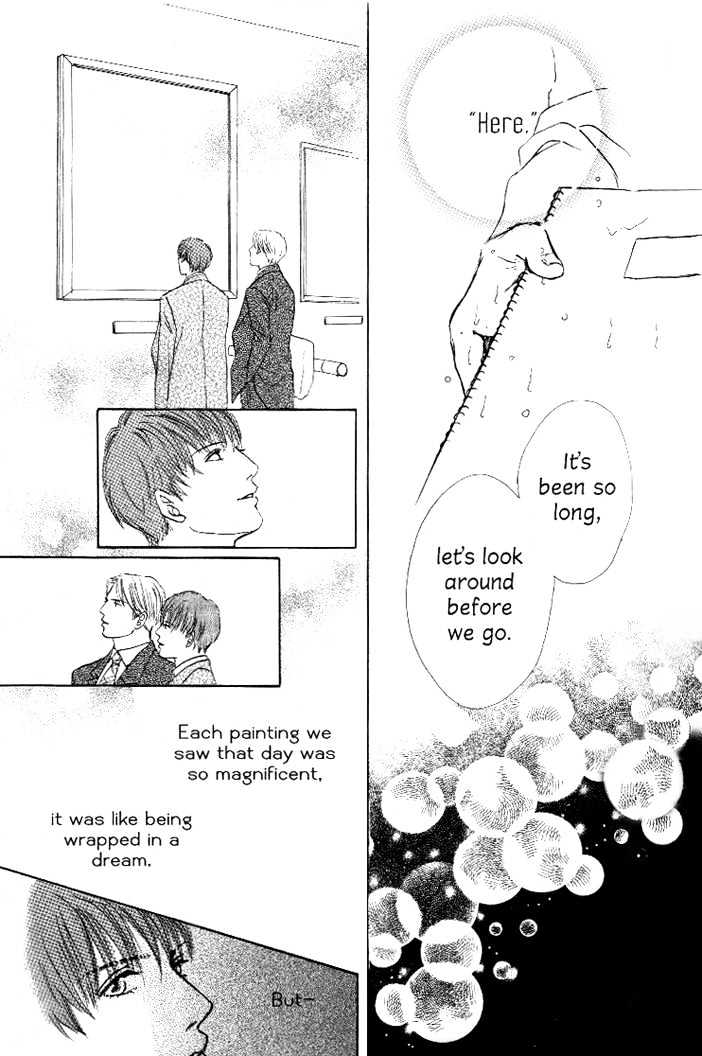 "Here."
It's
been so
long,
let's look
around
before
we go.
Each painting we
saw that day was
so magnificent,
it was like being
wrapped in a
dream.
But—